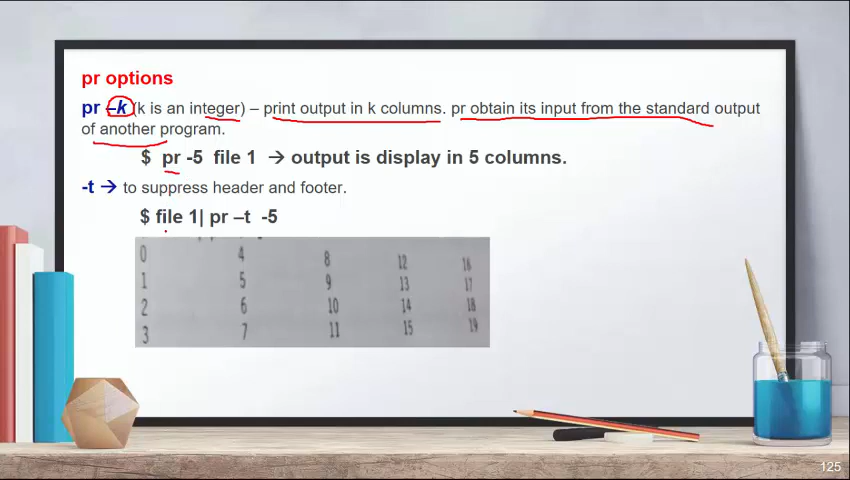 pr options
pr –k (k is an integer) – print output in k columns. pr obtain its input from the standard output
of another program.
$ pr -5 file 1 → output is display in 5 columns.
-t → to suppress header and footer.
$ file 1| pr –t -5
0 4 8 12 16
1 5 9 13 17
2 6 10 14 18
3 7 11 15 19
125